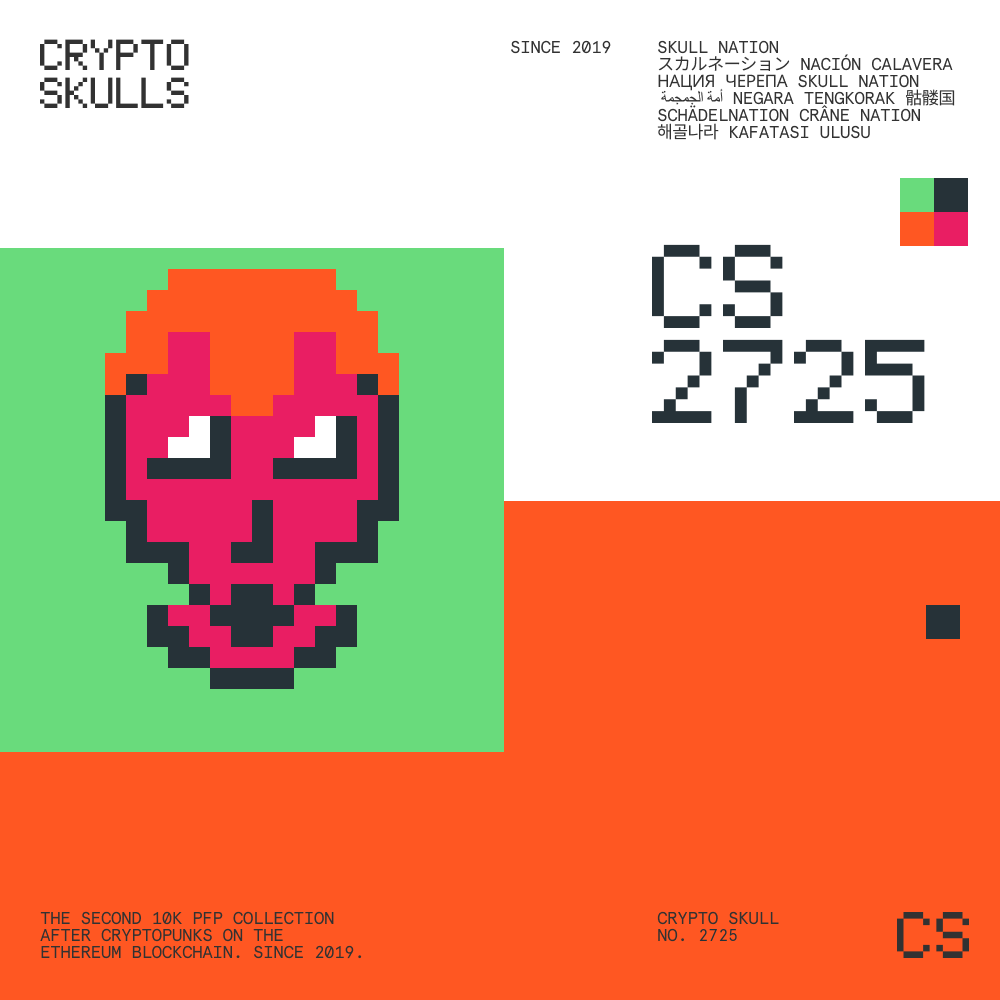 CRYPTO
SKULLS
SINCE 2019
SKULL NATION
スカルネーション NACIÓN CALAVERA
НАЦИЯ ЧЕРЕПА SKULL NATION
أمة الجمجمة NEGARA TENGKORAK 骷髅国
SCHÄDELNATION CRÂNE NATION
해골나라 KAFATASI ULUSU
CS
2725
THE SECOND 10K PFP COLLECTION
AFTER CRYPTOPUNKS ON THE
ETHEREUM BLOCKCHAIN. SINCE 2019.
CRYPTO SKULL
NO. 2725
CS